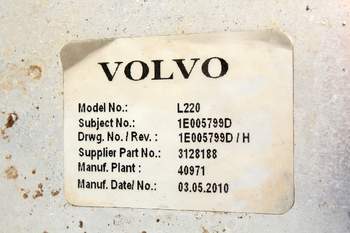 VOLVO
Model No.: L220
Subject No.: 1E005799D
Drwg. No. / Rev. : 1E005799D / H
Supplier Part No.: 3128188
Manuf. Plant : 40971
Manuf. Date/ No.: 03.05.2010